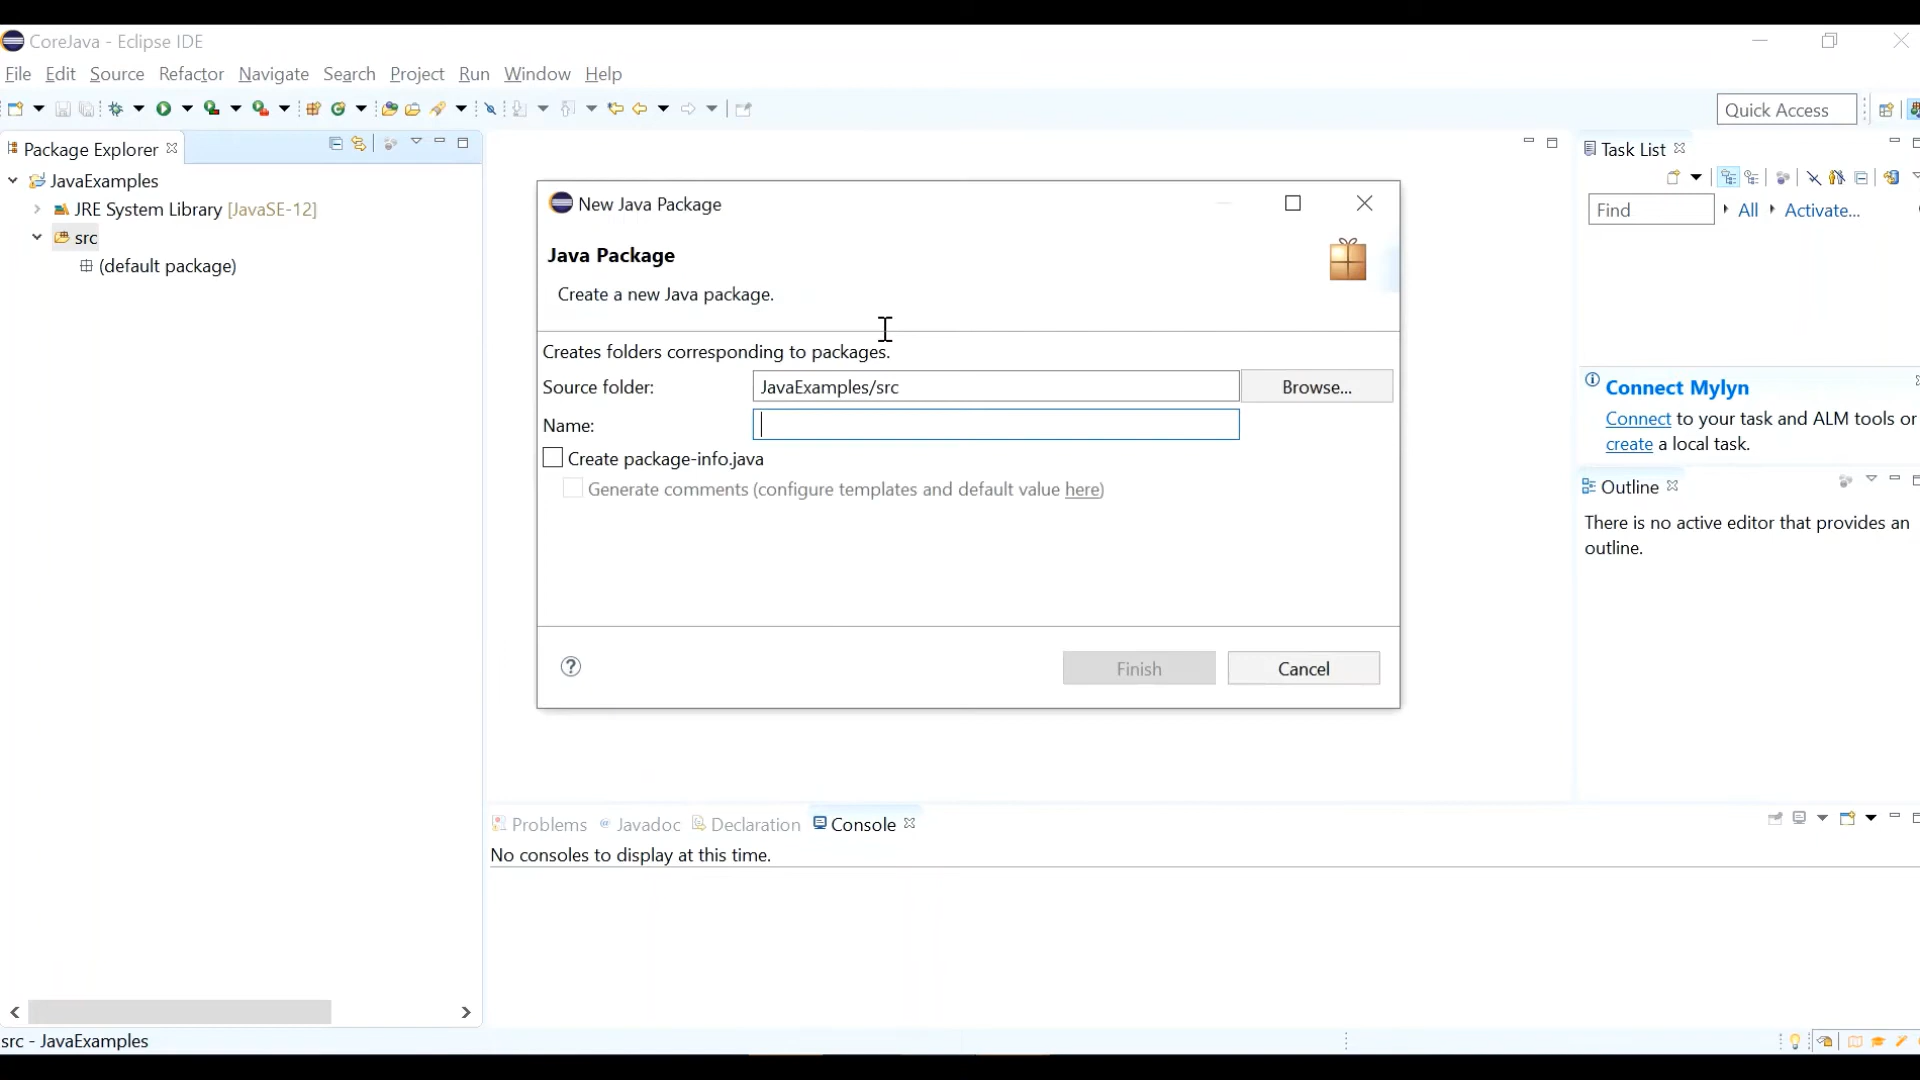 CoreJava - Eclipse IDE
File Edit Source Refactor Navigate Search Project Run Window Help
Quick Access
Package Explorer
JavaExamples
JRE System Library [JavaSE-12]
src
(default package)
New Java Package
Java Package
Create a new Java package.
Creates folders corresponding to packages.
Source folder: JavaExamples/src Browse...
Name:
Create package-info.java
Generate comments (configure templates and default value here)
Finish Cancel
Task List
Find All Activate...
Connect Mylyn
Connect to your task and ALM tools or
create a local task.
Outline
There is no active editor that provides an
outline.
Problems @ Javadoc Declaration Console
No consoles to display at this time.
src - JavaExamples